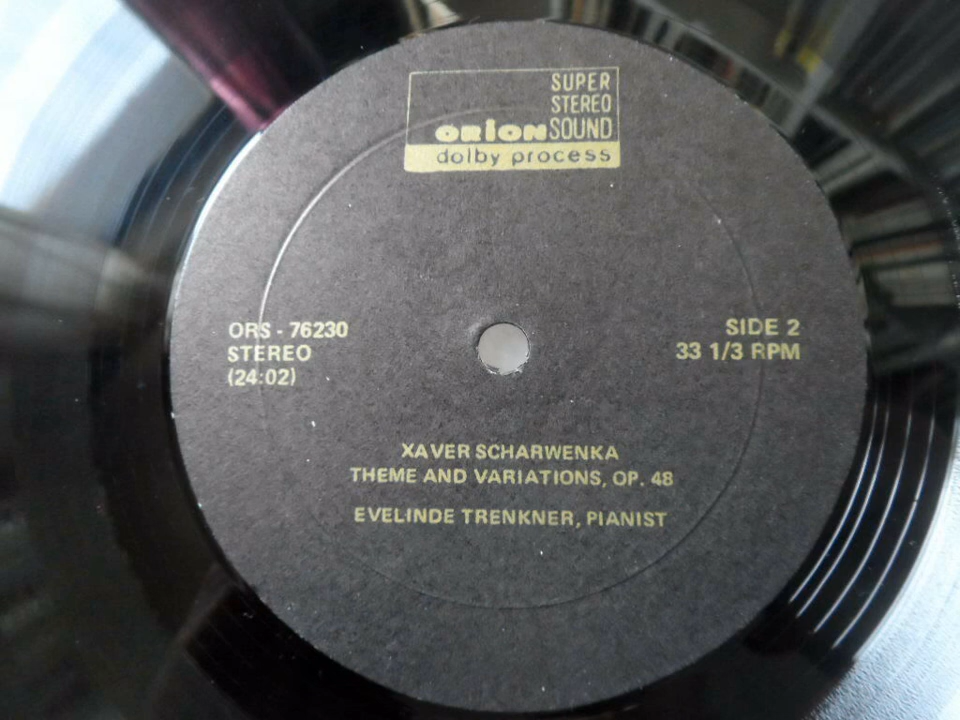 SUPER
STEREO
ORION SOUND
dolby process
ORS - 76230
STEREO
(24:02)
SIDE 2
33 1/3 RPM
XAVER SCHARWENKA
THEME AND VARIATIONS, OP. 48
EVELINDE TRENKNER, PIANIST